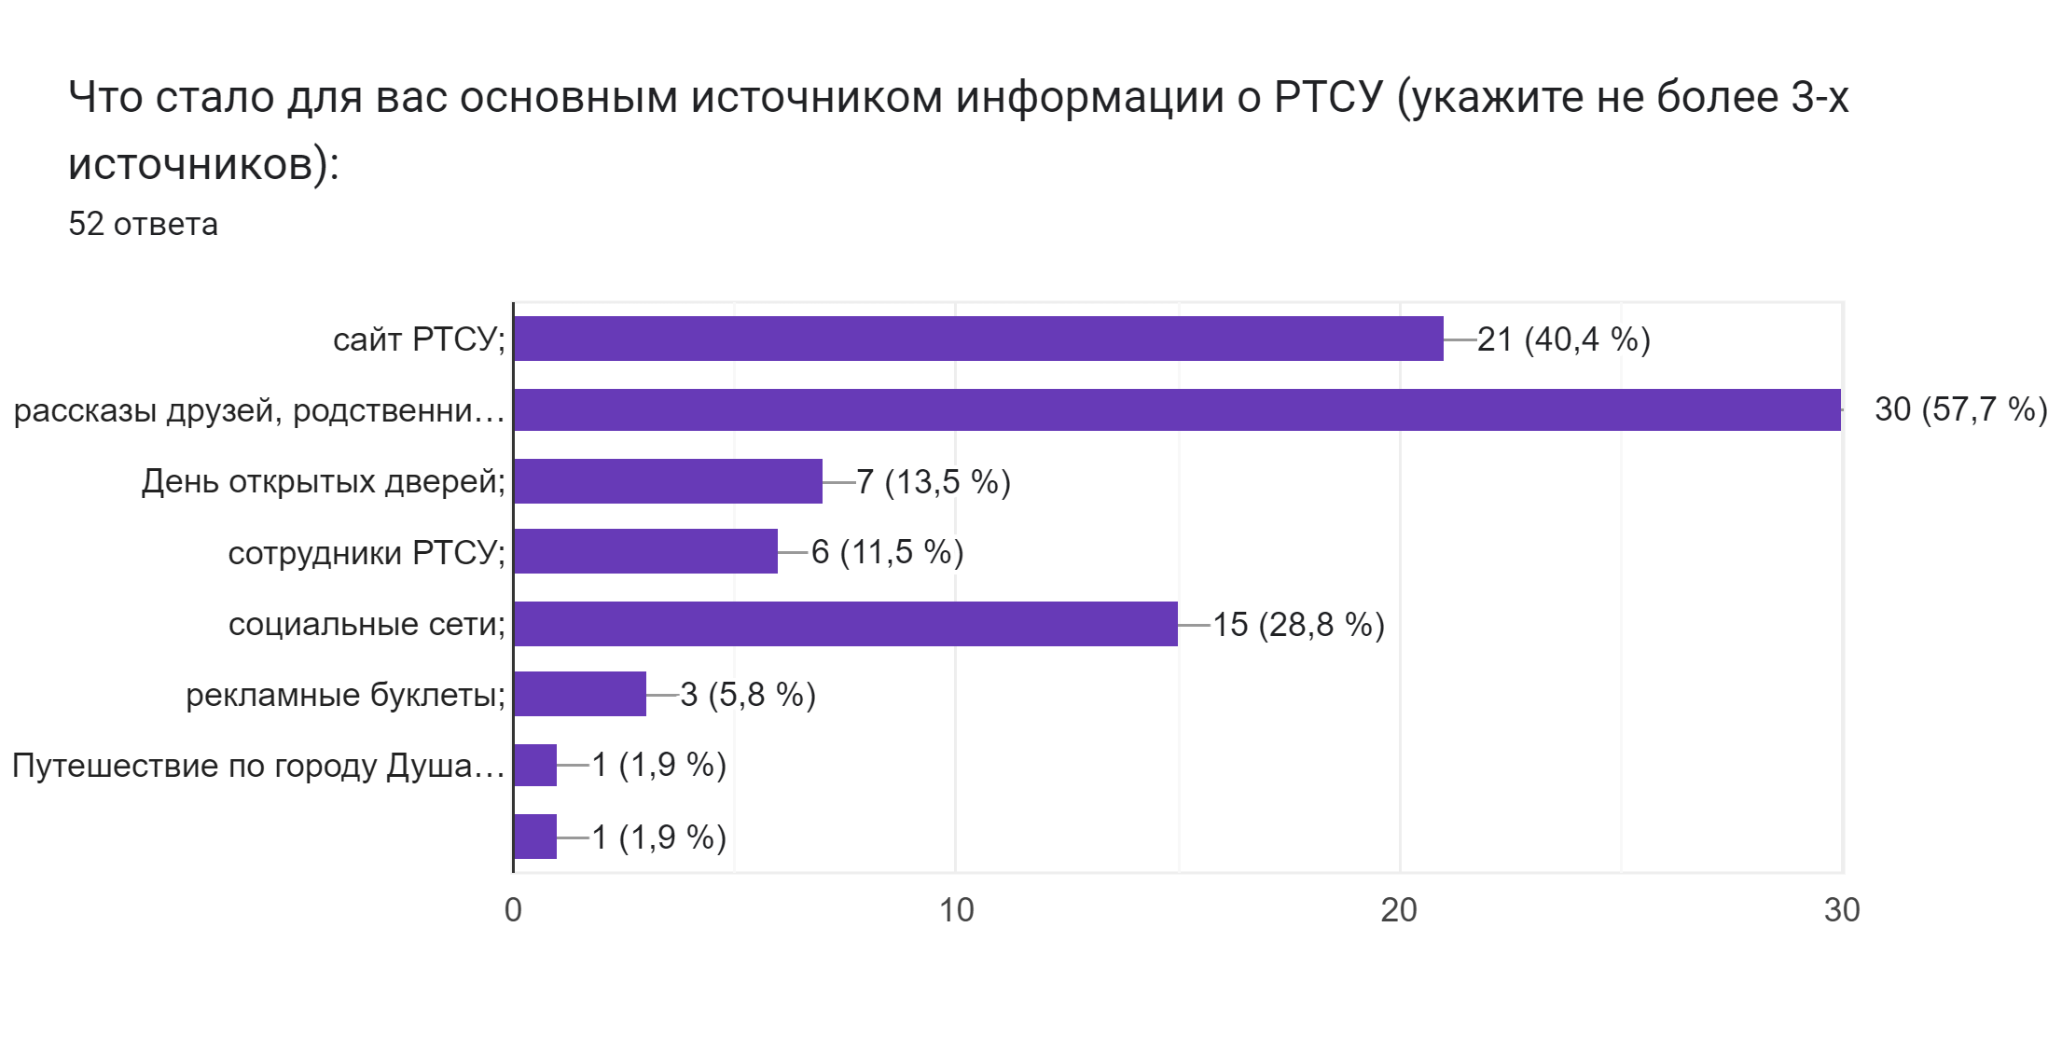 Что стало для вас основным источником информации о РТСУ (укажите не более 3-х
источников):
52 ответа
сайт РТСУ; 21 (40,4 %)
рассказы друзей, родственни… 30 (57,7 %)
День открытых дверей; 7 (13,5 %)
сотрудники РТСУ; 6 (11,5 %)
социальные сети; 15 (28,8 %)
рекламные буклеты; 3 (5,8 %)
Путешествие по городу Душа… 1 (1,9 %)
1 (1,9 %)
0 10 20 30